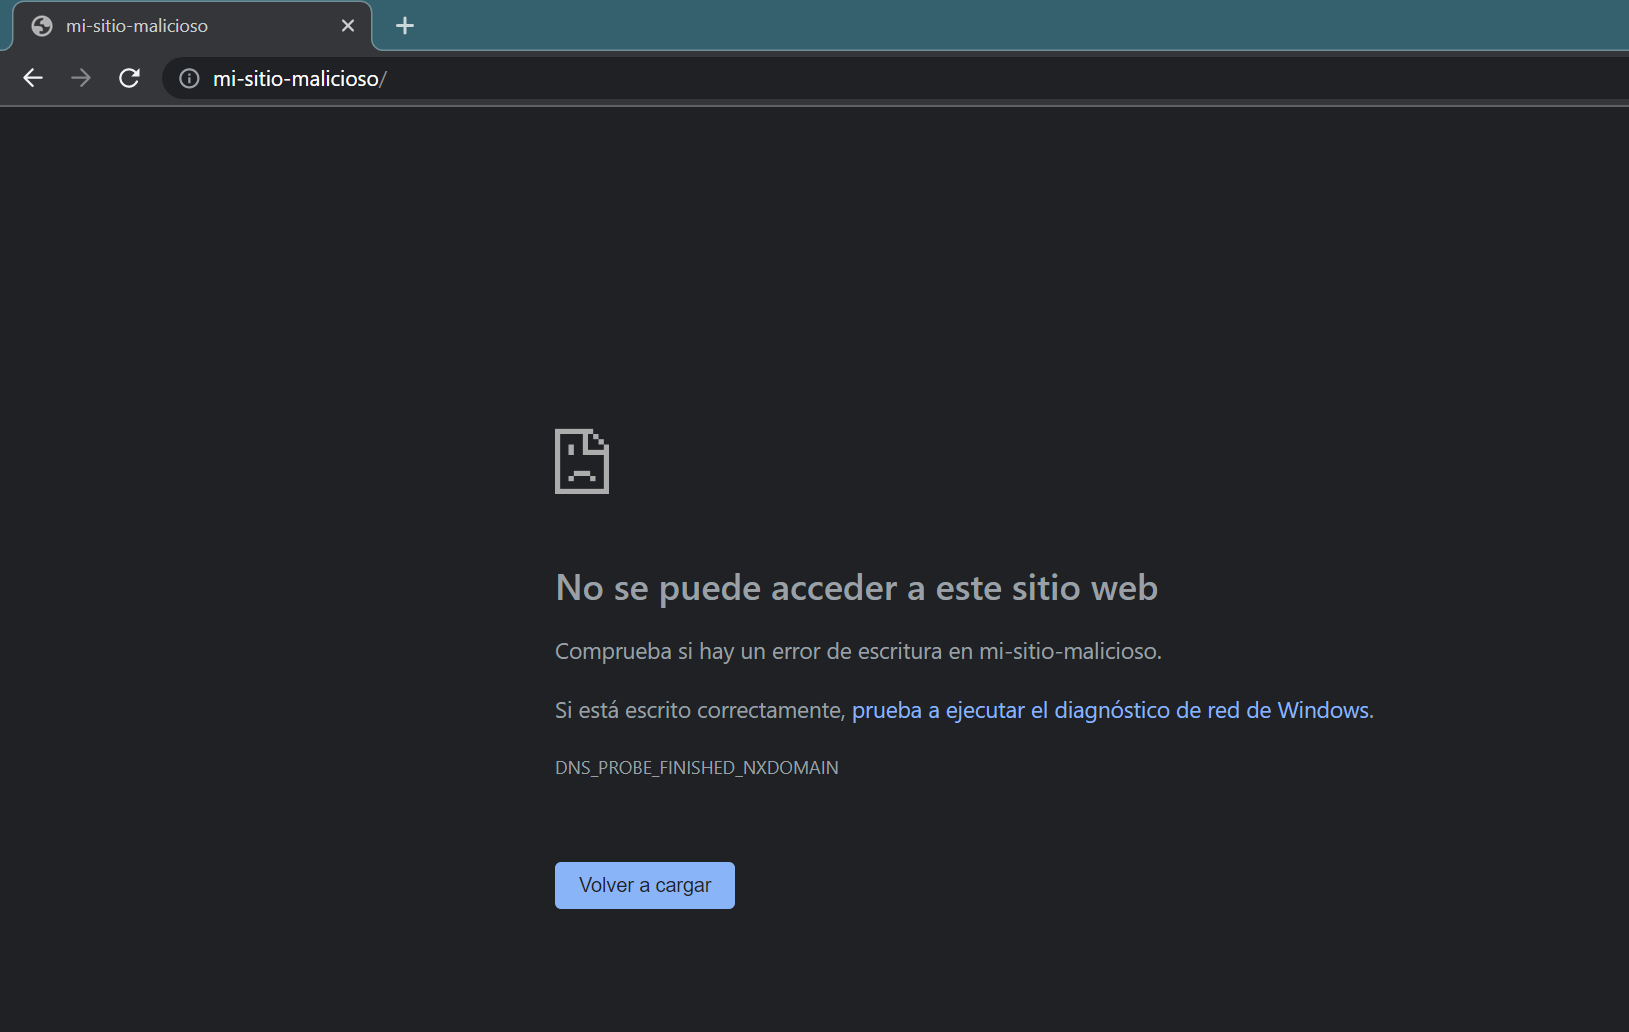 mi-sitio-malicioso
mi-sitio-malicioso/
No se puede acceder a este sitio web
Comprueba si hay un error de escritura en mi-sitio-malicioso.
Si está escrito correctamente, prueba a ejecutar el diagnóstico de red de Windows.
DNS_PROBE_FINISHED_NXDOMAIN
Volver a cargar